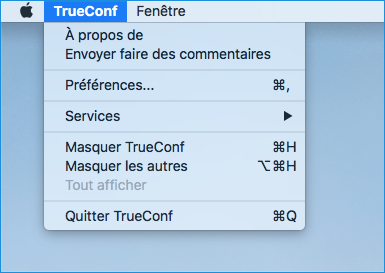 TrueConf Fenêtre
À propos de
Envoyer faire des commentaires
Préférences... ⌘,
Services ▶
Masquer TrueConf ⌘H
Masquer les autres ⌥⌘H
Tout afficher
Quitter TrueConf ⌘Q